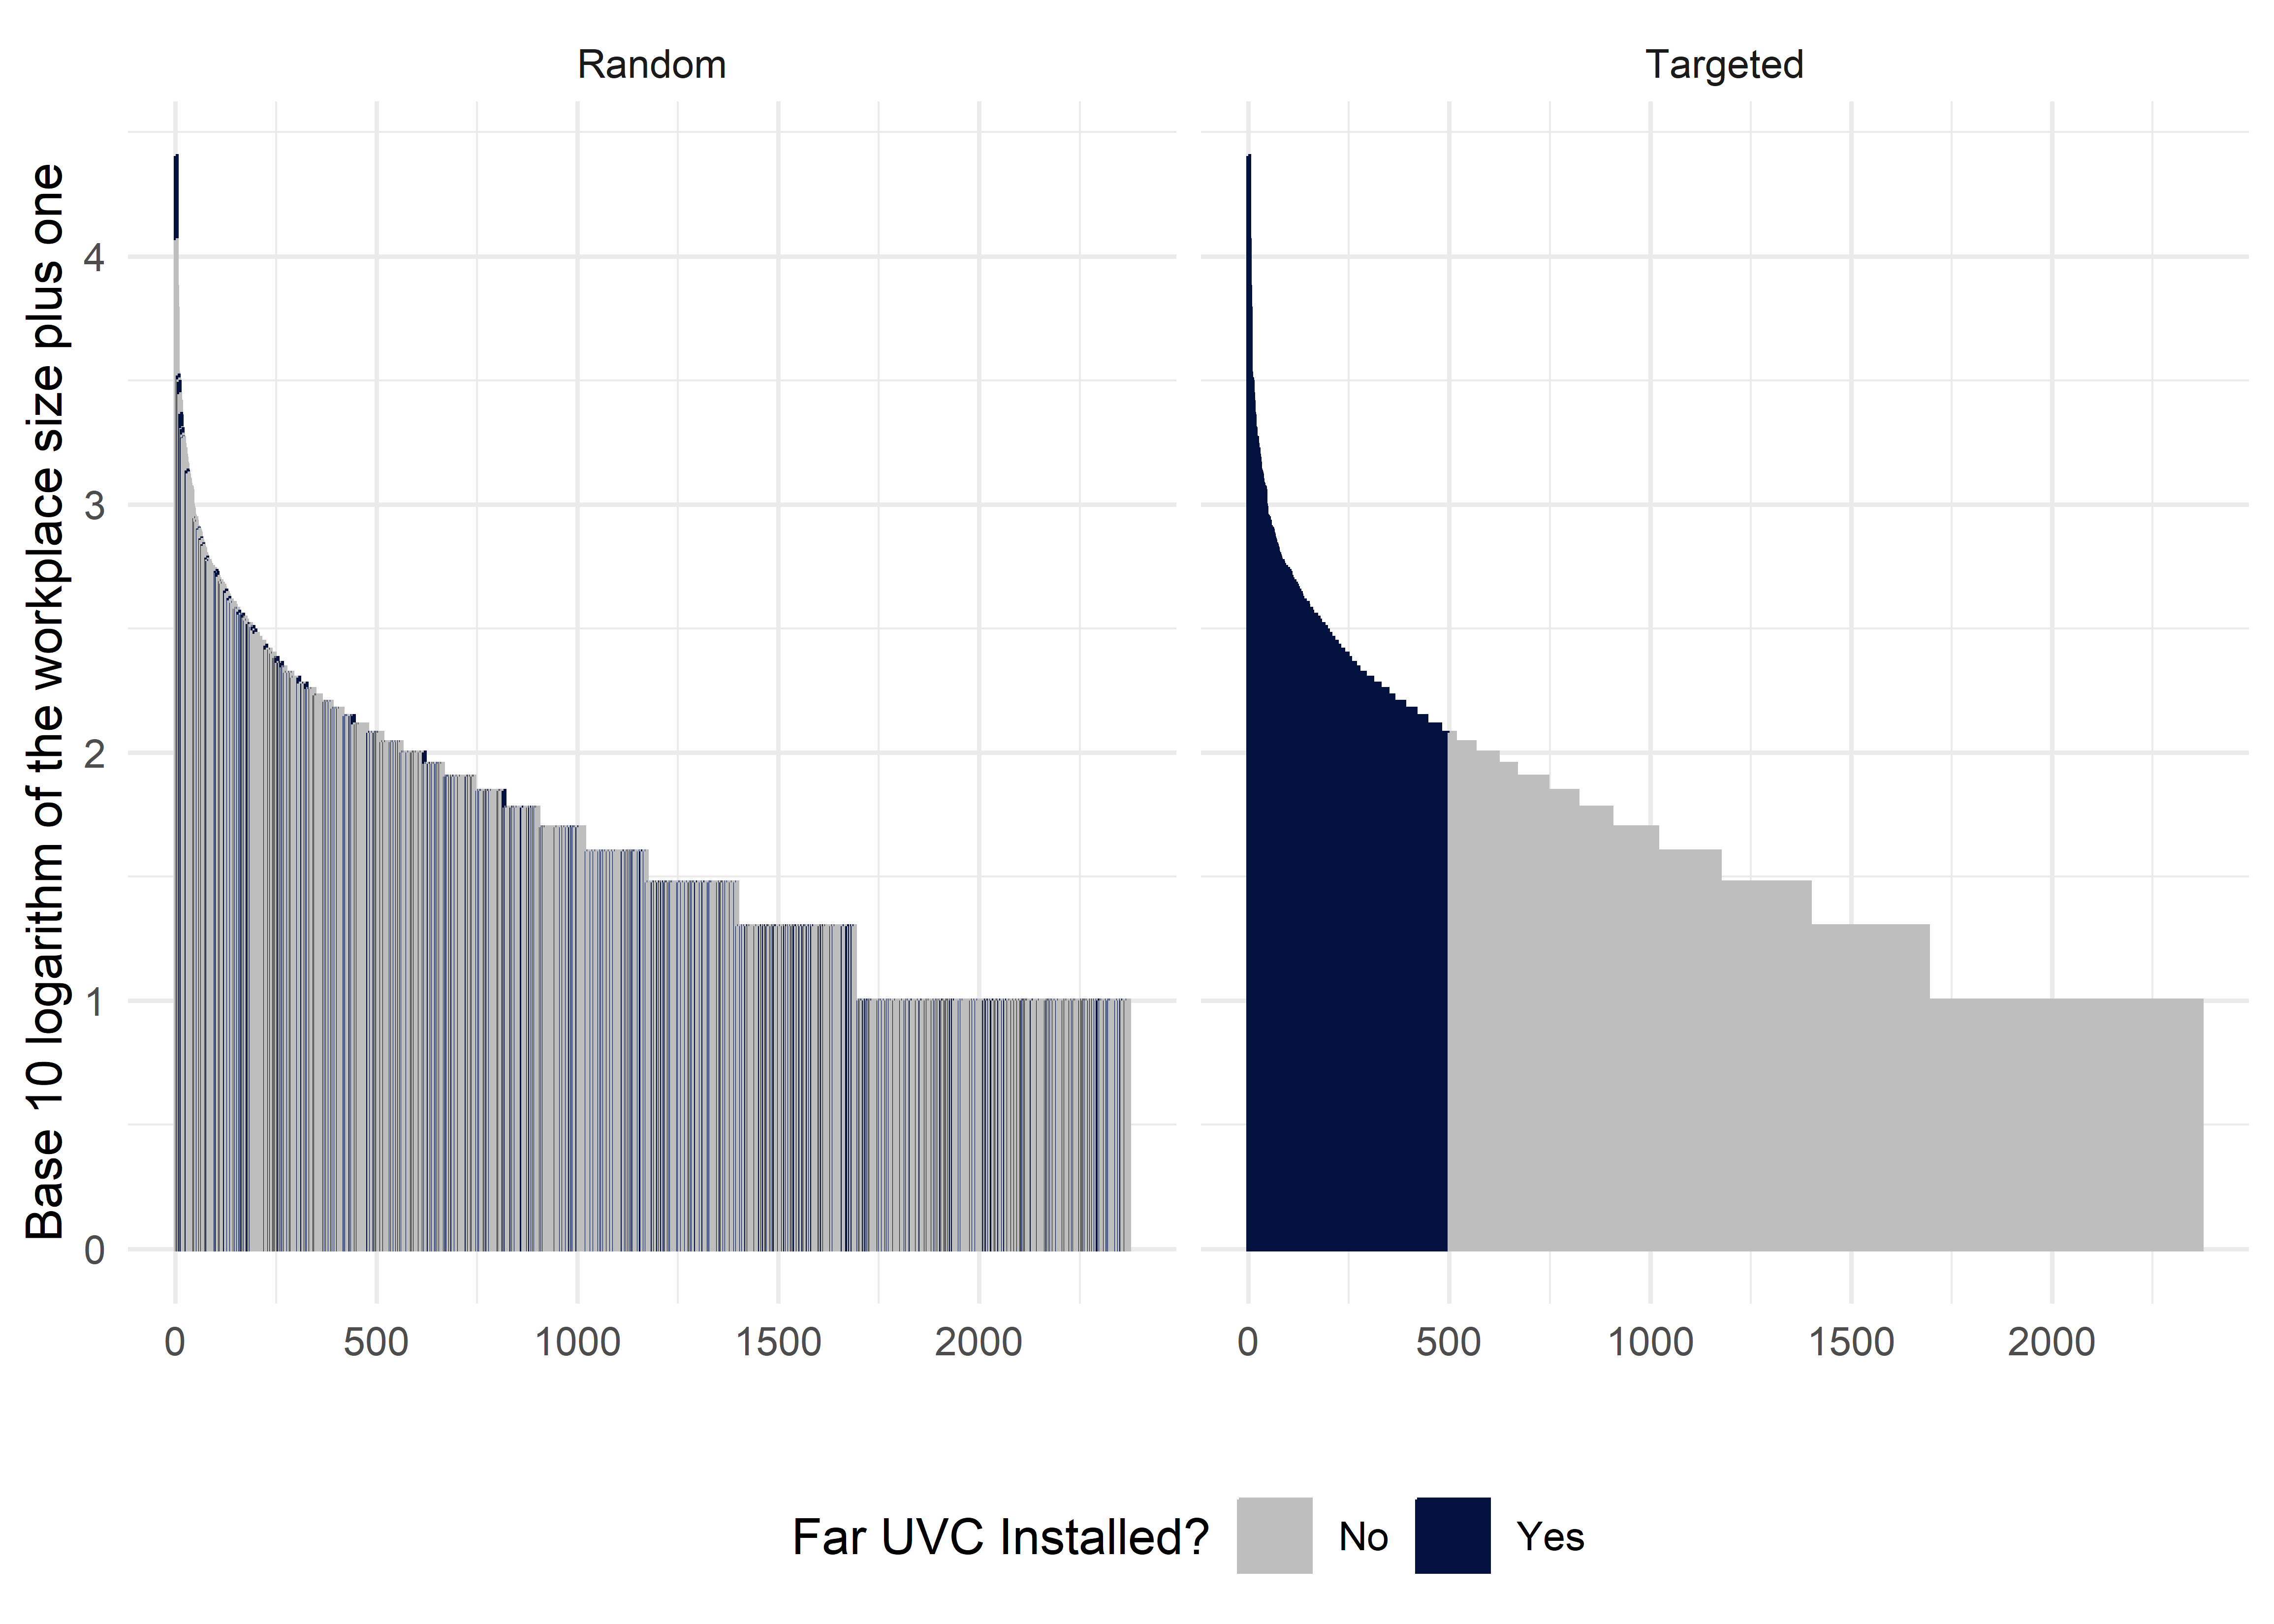 Random
Targeted
Base 10 logarithm of the workplace size plus one
4
3
2
1
0
0 500 1000 1500 2000
0 500 1000 1500 2000
Far UVC Installed? No Yes